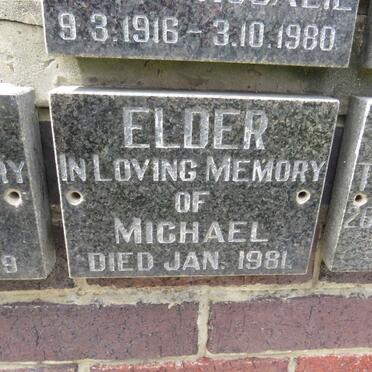 9.3.1916 - 3.10.1980
ELDER
IN LOVING MEMORY
OF
MICHAEL
DIED JAN. 1981